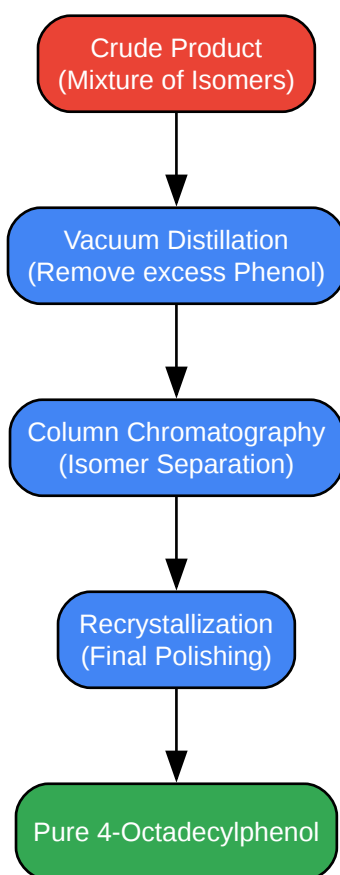 Crude Product
(Mixture of Isomers)
Vacuum Distillation
(Remove excess Phenol)
Column Chromatography
(Isomer Separation)
Recrystallization
(Final Polishing)
Pure 4-Octadecylphenol